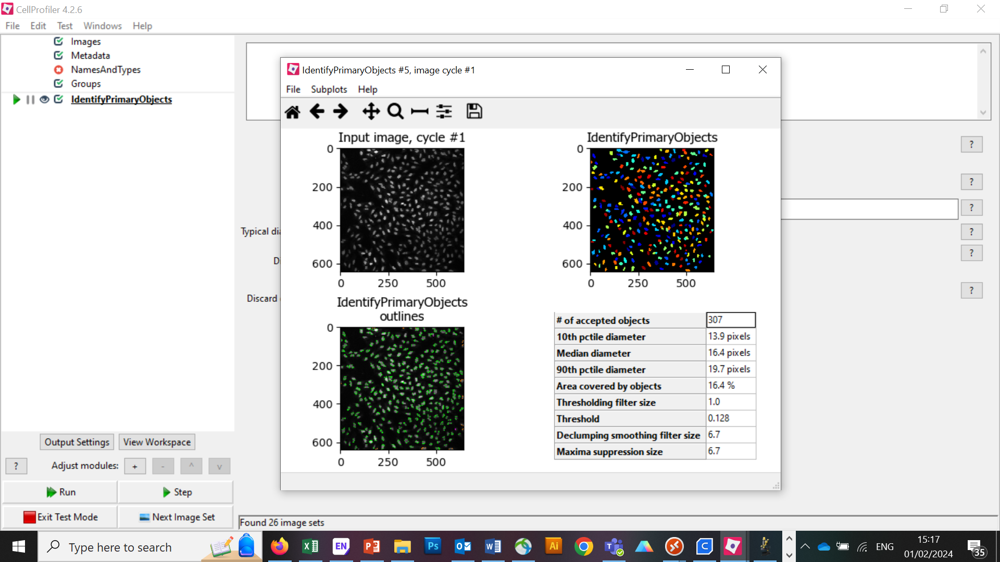 CellProfiler 4.2.6
File Edit Test Windows Help
Images
Metadata
NamesAndTypes
Groups
IdentifyPrimaryObjects
Output Settings View Workspace
? Adjust modules: + - ^ v
Run Step
Exit Test Mode Next Image Set
Typical dia
D
Discard
?
?
?
?
?
?
Found 26 image sets
IdentifyPrimaryObjects #5, image cycle #1
File Subplots Help
Input image, cycle #1
0
200
400
600
0 250 500
IdentifyPrimaryObjects
0
200
400
600
0 250 500
IdentifyPrimaryObjects
outlines
0
200
400
600
0 250 500
# of accepted objects 307
10th pctile diameter 13.9 pixels
Median diameter 16.4 pixels
90th pctile diameter 19.7 pixels
Area covered by objects 16.4 %
Thresholding filter size 1.0
Threshold 0.128
Declumping smoothing filter size 6.7
Maxima suppression size 6.7
Type here to search
EN
Ps
Ai
ENG
15:17
01/02/2024
35